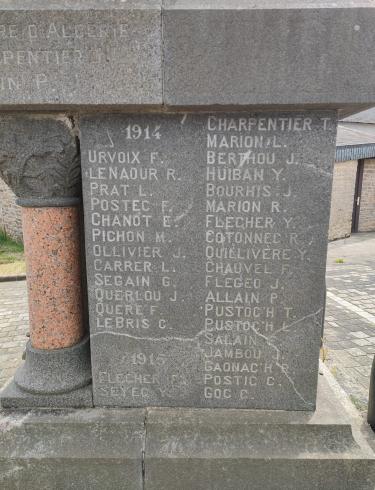 RE D'ALGERIE
RPENTIER J.
IN P.
1914
URVOIX F.
LENAOUR R.
PRAT L.
POSTEC F.
CHANOT E.
PICHON M.
OLLIVIER J.
CARRER L.
SEGAIN G.
QUERLOU J.
QUERE F.
LE BRIS C.
1915
FLECHER
SEYEC Y.
CHARPENTIER T.
MARION L.
BERTHOU J.
HUIBAN Y.
BOURHIS J.
MARION R.
FLECHER Y.
COTONNEC R.
QUILLIVÉRE Y.
CHAUVEL F.
FLEGEO J.
ALLAIN P.
PUSTOC'H T.
PUSTOC'H L.
SALAIN
JAMBOU J.
GAONAC'H P.
POSTIC C.
GOC C.